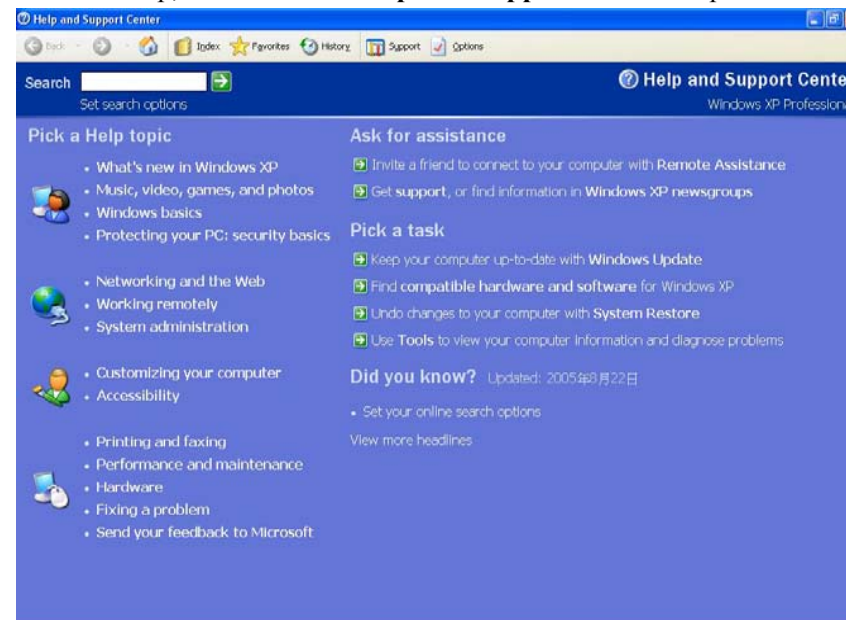 Help and Support Center
Back Index Favorites History Support Options
Search
Set search options
Help and Support Cente
Windows XP Profession
Pick a Help topic
• What's new in Windows XP
• Music, video, games, and photos
• Windows basics
• Protecting your PC: security basics
• Networking and the Web
• Working remotely
• System administration
• Customizing your computer
• Accessibility
• Printing and faxing
• Performance and maintenance
• Hardware
• Fixing a problem
• Send your feedback to Microsoft
Ask for assistance
Invite a friend to connect to your computer with Remote Assistance
Get support, or find information in Windows XP newsgroups
Pick a task
Keep your computer up-to-date with Windows Update
Find compatible hardware and software for Windows XP
Undo changes to your computer with System Restore
Use Tools to view your computer information and diagnose problems
Did you know? Updated: 2005年8月22日
• Set your online search options
View more headlines